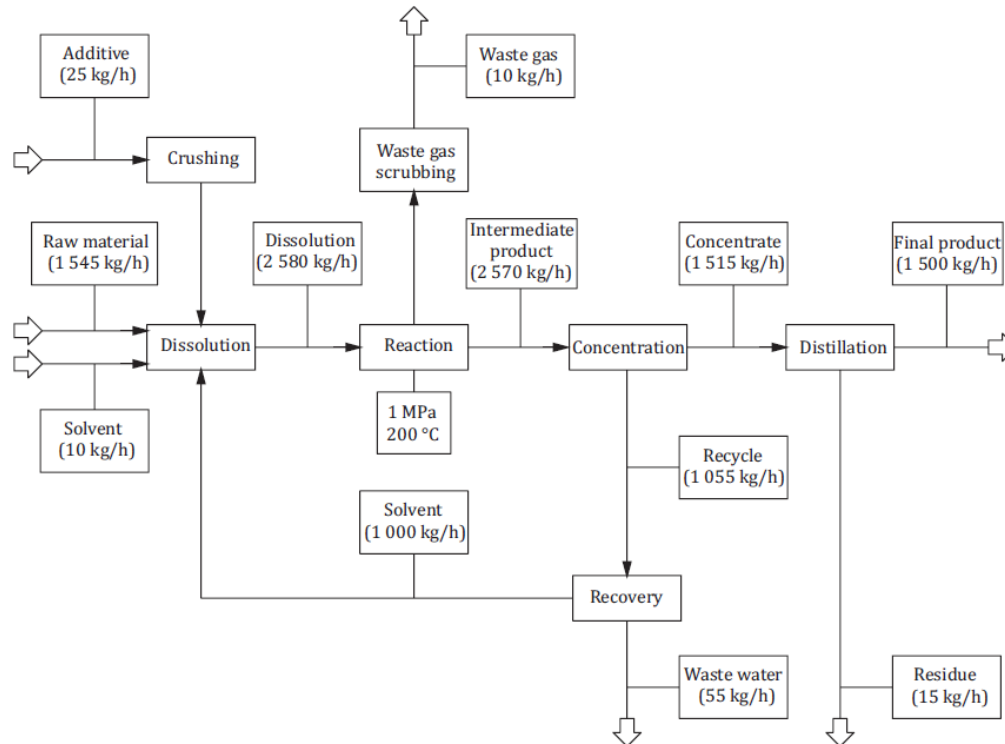 Additive
(25 kg/h)
Waste gas
(10 kg/h)
Crushing
Waste gas
scrubbing
Raw material
(1 545 kg/h)
Dissolution
(2 580 kg/h)
Intermediate
product
(2 570 kg/h)
Concentrate
(1 515 kg/h)
Final product
(1 500 kg/h)
Dissolution
Reaction
Concentration
Distillation
Solvent
(10 kg/h)
1 MPa
200 °C
Recycle
(1 055 kg/h)
Solvent
(1 000 kg/h)
Recovery
Waste water
(55 kg/h)
Residue
(15 kg/h)